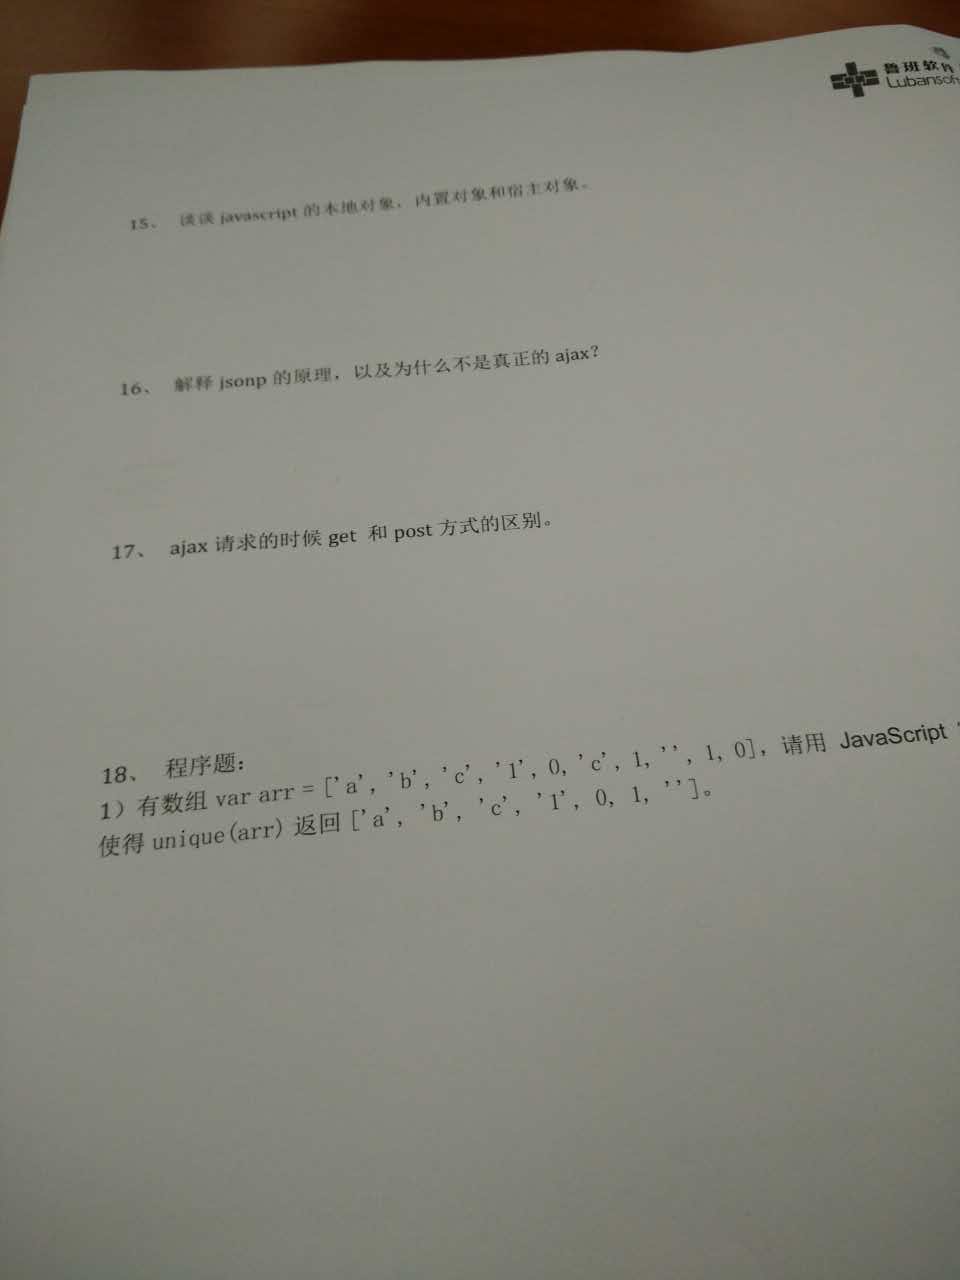 鲁班软件
Lubansoft
15、 谈谈 javascript 的本地对象，内置对象和宿主对象。
16、 解释 jsonp 的原理，以及为什么不是真正的 ajax？
17、 ajax 请求的时候 get 和 post 方式的区别。
18、 程序题：
1）有数组 var arr = ['a', 'b', 'c', '1', 0, 'c', 1, '', 1, 0]，请用 JavaScript
使得 unique(arr) 返回 ['a', 'b', 'c', '1', 0, 1, '']。